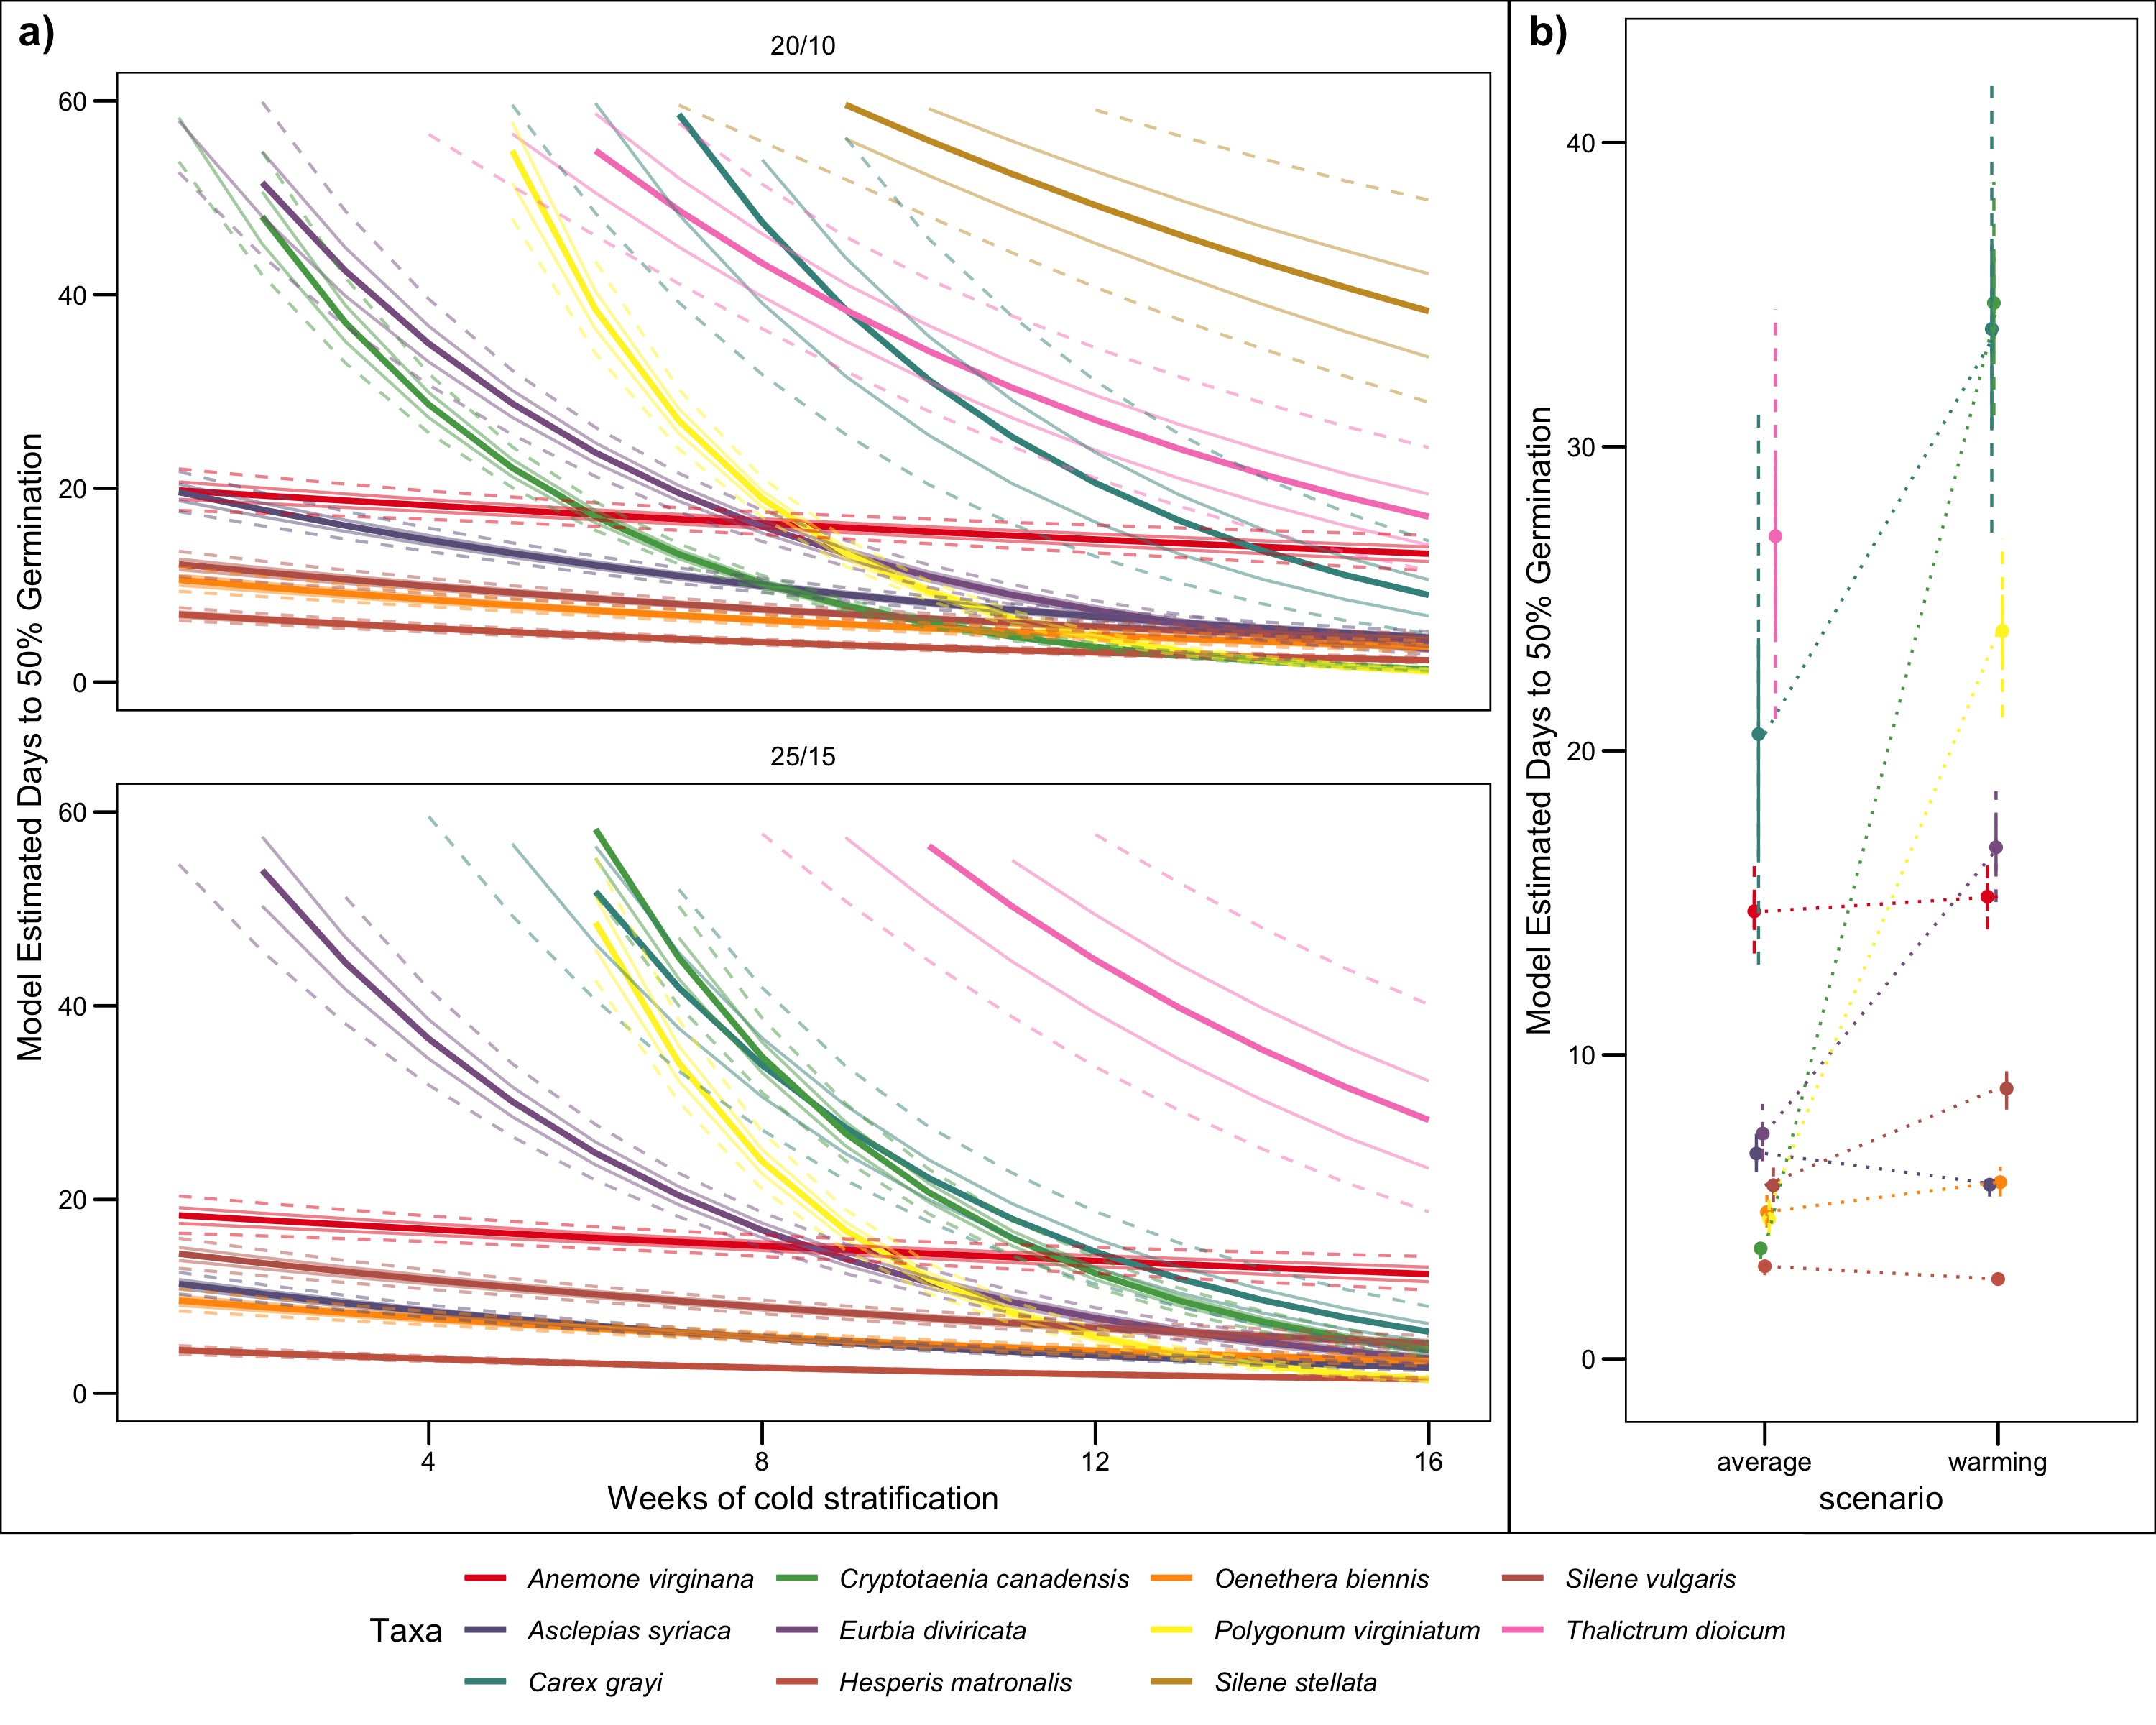 a)
20/10
60
40
20
0
25/15
60
40
20
0
4 8 12 16
Weeks of cold stratification
Model Estimated Days to 50% Germination
b)
40
30
20
10
0
average warming
scenario
Model Estimated Days to 50% Germination
Taxa
Anemone virginana Cryptotaenia canadensis Oenethera biennis Silene vulgaris
Asclepias syriaca Eurbia diviricata Polygonum virginiatum Thalictrum dioicum
Carex grayi Hesperis matronalis Silene stellata